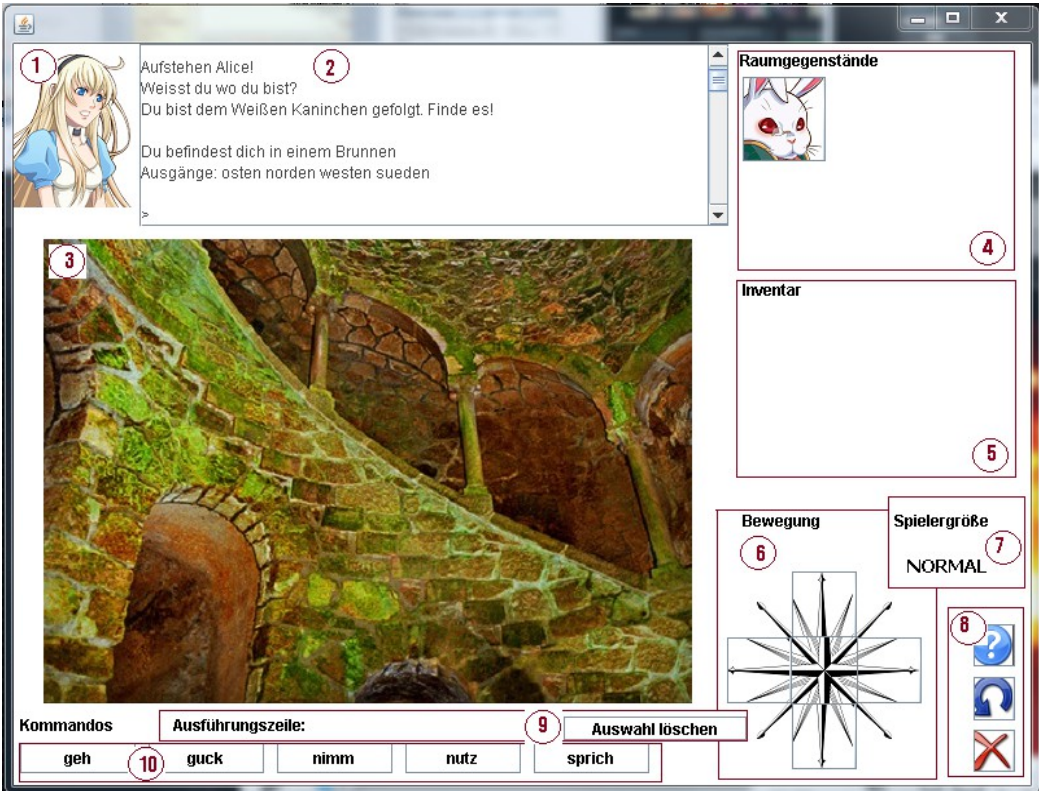 1
Aufstehen Alice!
2
Weisst du wo du bist?
Du bist dem Weißen Kaninchen gefolgt. Finde es!
Du befindest dich in einem Brunnen
Ausgänge: osten norden westen sueden
>
Raumgegenstände
4
3
Inventar
5
Bewegung
6
Spielergröße
7
NORMAL
8
?
Kommandos
Ausführungszeile:
9
Auswahl löschen
geh
10
guck
nimm
nutz
sprich